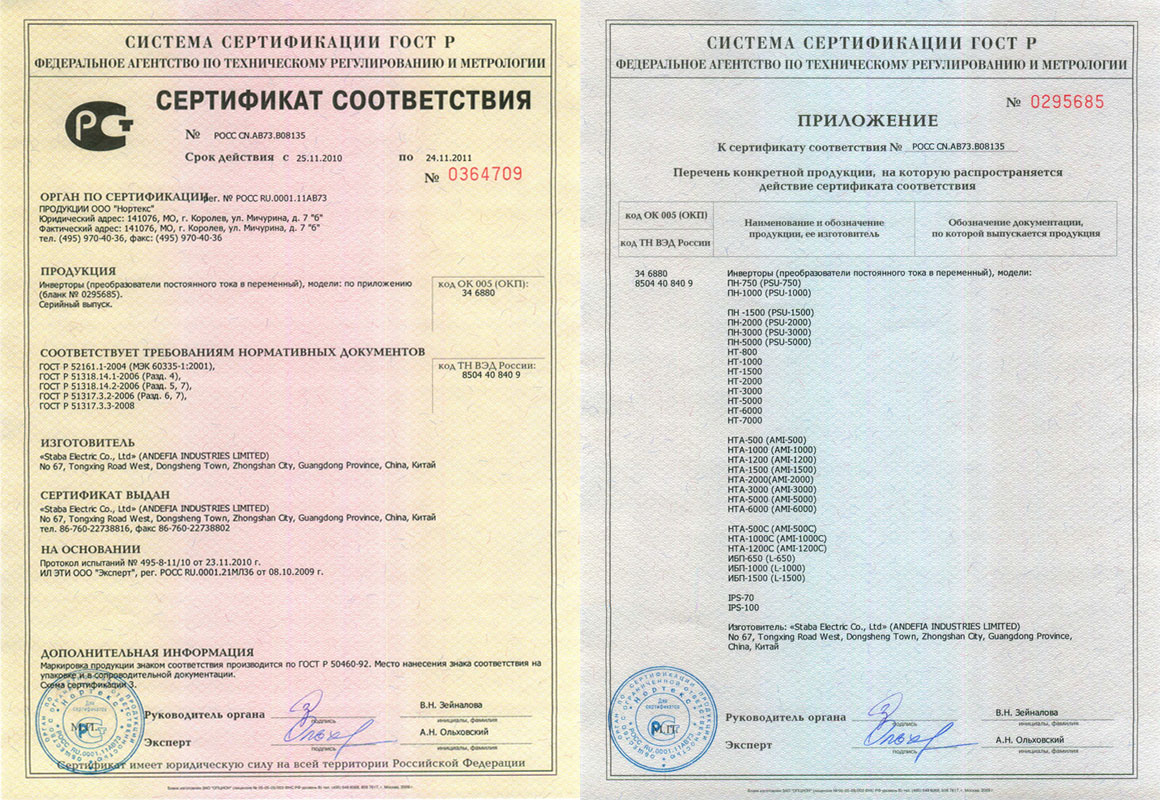 СИСТЕМА СЕРТИФИКАЦИИ ГОСТ Р
ФЕДЕРАЛЬНОЕ АГЕНТСТВО ПО ТЕХНИЧЕСКОМУ РЕГУЛИРОВАНИЮ И МЕТРОЛОГИИ
СЕРТИФИКАТ СООТВЕТСТВИЯ
№ РОСС CN.АВ73.В08135
Срок действия с 25.11.2010 по 24.11.2011
№ 0364709
ОРГАН ПО СЕРТИФИКАЦИИ рег. № РОСС RU.0001.11АВ73
ПРОДУКЦИИ ООО "Нортекс"
Юридический адрес: 141076, МО, г. Королев, ул. Мичурина, д. 7 "б"
Фактический адрес: 141076, МО, г. Королев, ул. Мичурина, д. 7 "б"
тел. (495) 970-40-36, факс: (495) 970-40-36
ПРОДУКЦИЯ
Инверторы (преобразователи постоянного тока в переменный), модели: по приложению
(бланк № 0295685).
Серийный выпуск.
код ОК 005 (ОКП):
34 6880
СООТВЕТСТВУЕТ ТРЕБОВАНИЯМ НОРМАТИВНЫХ ДОКУМЕНТОВ
ГОСТ Р 52161.1-2004 (МЭК 60335-1:2001),
ГОСТ Р 51318.14.1-2006 (Разд. 4),
ГОСТ Р 51318.14.2-2006 (Разд. 5, 7),
ГОСТ Р 51317.3.2-2006 (Разд. 6, 7),
ГОСТ Р 51317.3.3-2008
код ТН ВЭД России:
8504 40 840 9
ИЗГОТОВИТЕЛЬ
«Staba Electric Co., Ltd» (ANDEFIA INDUSTRIES LIMITED)
No 67, Tongxing Road West, Dongsheng Town, Zhongshan City, Guangdong Province, China, Китай
СЕРТИФИКАТ ВЫДАН
«Staba Electric Co., Ltd» (ANDEFIA INDUSTRIES LIMITED)
No 67, Tongxing Road West, Dongsheng Town, Zhongshan City, Guangdong Province, China, Китай
тел. 86-760-22738816, факс 86-760-22738802
НА ОСНОВАНИИ
Протокол испытаний № 495-8-11/10 от 23.11.2010 г.
ИЛ ЭТИ ООО "Эксперт", рег. РОСС RU.0001.21МЛ36 от 08.10.2009 г.
ДОПОЛНИТЕЛЬНАЯ ИНФОРМАЦИЯ
Маркировка продукции знаком соответствия производится по ГОСТ Р 50460-92. Место нанесения знака соответствия на
упаковке и в сопроводительной документации.
Схема сертификации 3.
Нортекс
Для сертификатов
РОСС RU.0001.11АВ73
М.П.
Руководитель органа
подпись
В.Н. Зейналова
инициалы, фамилия
Эксперт
подпись
А.Н. Ольховский
инициалы, фамилия
Сертификат имеет юридическую силу на всей территории Российской Федерации
СИСТЕМА СЕРТИФИКАЦИИ ГОСТ Р
ФЕДЕРАЛЬНОЕ АГЕНТСТВО ПО ТЕХНИЧЕСКОМУ РЕГУЛИРОВАНИЮ И МЕТРОЛОГИИ
№ 0295685
ПРИЛОЖЕНИЕ
К сертификату соответствия № РОСС CN.АВ73.В08135
Перечень конкретной продукции, на которую распространяется
действие сертификата соответствия
код ОК 005 (ОКП)
код ТН ВЭД России
Наименование и обозначение
продукции, ее изготовитель
Обозначение документации,
по которой выпускается продукция
34 6880
8504 40 840 9
Инверторы (преобразователи постоянного тока в переменный), модели:
ПН-750 (PSU-750)
ПН-1000 (PSU-1000)
ПН -1500 (PSU-1500)
ПН-2000 (PSU-2000)
ПН-3000 (PSU-3000)
ПН-5000 (PSU-5000)
НТ-800
НТ-1000
НТ-1500
НТ-2000
НТ-3000
НТ-5000
НТ-6000
НТ-7000
НТА-500 (AMI-500)
НТА-1000 (AMI-1000)
НТА-1200 (AMI-1200)
НТА-1500 (AMI-1500)
НТА-2000(AMI-2000)
НТА-3000 (AMI-3000)
НТА-5000 (AMI-5000)
НТА-6000 (AMI-6000)
НТА-500С (AMI-500C)
НТА-1000С (AMI-1000C)
НТА-1200С (AMI-1200C)
ИБП-650 (L-650)
ИБП-1000 (L-1000)
ИБП-1500 (L-1500)
IPS-70
IPS-100
Изготовитель: «Staba Electric Co., Ltd» (ANDEFIA INDUSTRIES LIMITED)
No 67, Tongxing Road West, Dongsheng Town, Zhongshan City, Guangdong Province,
China, Китай
Нортекс
Для сертификатов
РОСС RU.0001.11АВ73
М.П.
Руководитель органа
подпись
В.Н. Зейналова
инициалы, фамилия
Эксперт
подпись
А.Н. Ольховский
инициалы, фамилия